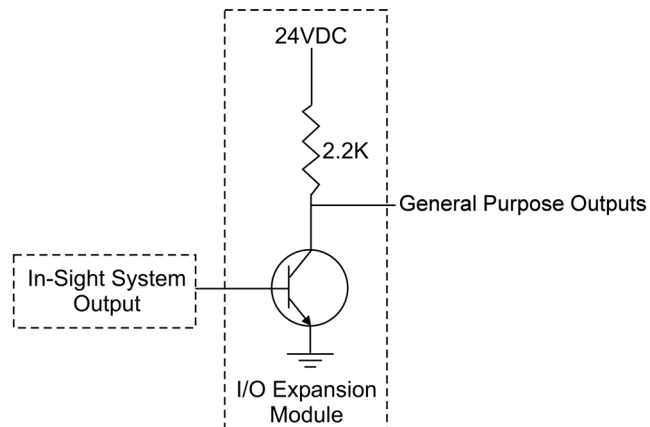 24VDC
2.2K
General Purpose Outputs
In-Sight System
Output
I/O Expansion
Module